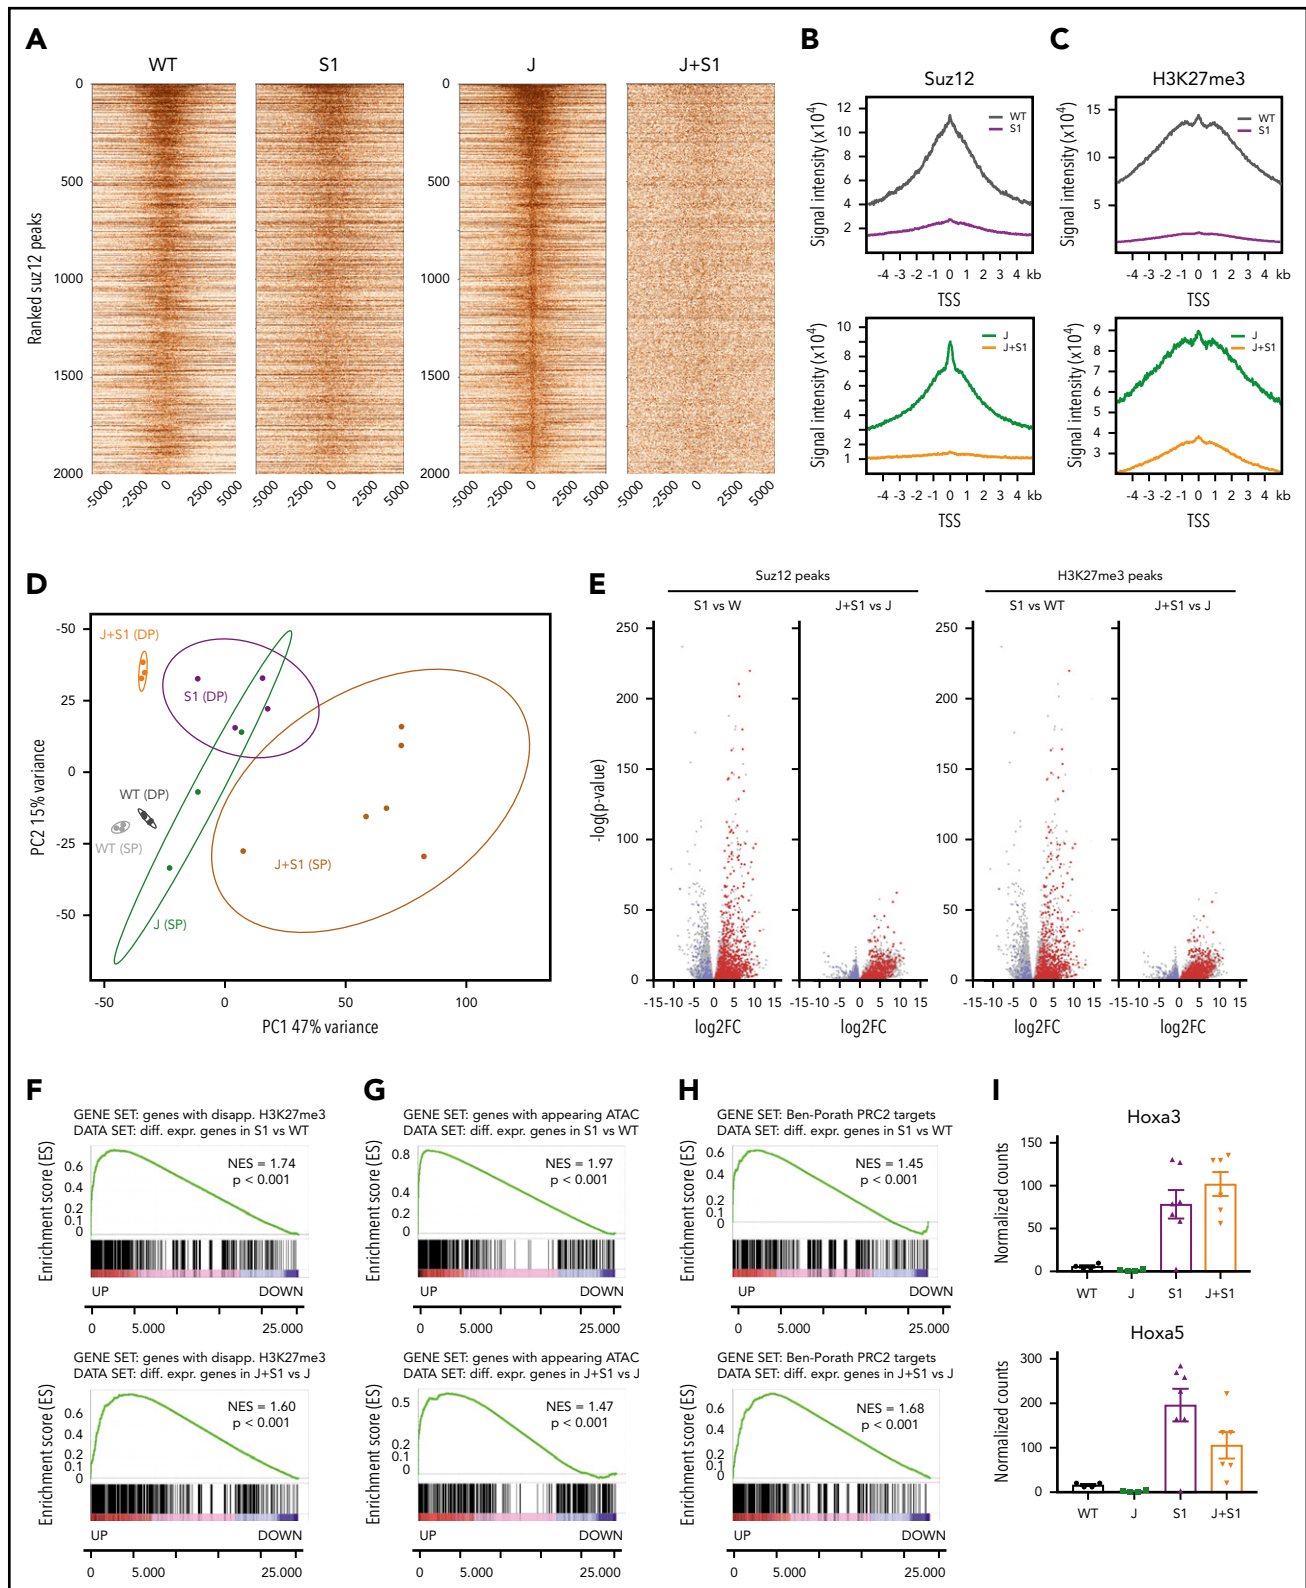 A
WT
S1
J
J+S1
Ranked suz12 peaks
0
500
1000
1500
2000
0
500
1000
1500
2000
-5000
-2500
0
2500
5000
-5000
-2500
0
2500
5000
-5000
-2500
0
2500
5000
-5000
-2500
0
2500
5000
B
Suz12
Signal intensity (x10⁴)
12
10
8
6
4
2
WT
S1
-4 -3 -2 -1 0 1 2 3 4 kb
TSS
Signal intensity (x10⁴)
10
8
6
4
2
1
J
J+S1
-4 -3 -2 -1 0 1 2 3 4 kb
TSS
C
H3K27me3
Signal intensity (x10⁴)
15
10
5
WT
S1
-4 -3 -2 -1 0 1 2 3 4 kb
TSS
Signal intensity (x10⁴)
9
8
7
6
5
4
3
J
J+S1
-4 -3 -2 -1 0 1 2 3 4 kb
TSS
D
PC2 15% variance
-50
25
0
-25
-50
J+S1 (DP)
S1 (DP)
WT (DP)
WT (SP)
J+S1 (SP)
J (SP)
-50 0 50 100
PC1 47% variance
E
Suz12 peaks
H3K27me3 peaks
S1 vs W
J+S1 vs J
S1 vs WT
J+S1 vs J
-log(p-value)
250
200
150
100
50
0
250
200
150
100
50
0
-15 -10 -5 0 5 10 15
-15 -10 -5 0 5 10 15
-15 -10 -5 0 5 10 15
-15 -10 -5 0 5 10 15
log2FC
log2FC
log2FC
log2FC
F
GENE SET: genes with disapp. H3K27me3
DATA SET: diff. expr. genes in S1 vs WT
Enrichment score (ES)
0.6
0.4
0.2
0.1
0
NES = 1.74
p < 0.001
UP
DOWN
0 5.000 25.000
GENE SET: genes with disapp. H3K27me3
DATA SET: diff. expr. genes in J+S1 vs J
Enrichment score (ES)
0.6
0.4
0.2
0.1
0
NES = 1.60
p < 0.001
UP
DOWN
0 5.000 25.000
G
GENE SET: genes with appearing ATAC
DATA SET: diff. expr. genes in S1 vs WT
Enrichment score (ES)
0.8
0.4
0.2
0.1
0
NES = 1.97
p < 0.001
UP
DOWN
0 5.000 25.000
GENE SET: genes with appearing ATAC
DATA SET: diff. expr. genes in J+S1 vs J
Enrichment score (ES)
0.5
0.2
0.1
0
NES = 1.47
p < 0.001
UP
DOWN
0 5.000 25.000
H
GENE SET: Ben-Porath PRC2 targets
DATA SET: diff. expr. genes in S1 vs WT
Enrichment score (ES)
0.6
0.4
0.2
0.1
0
NES = 1.45
p < 0.001
UP
DOWN
0 5.000 25.000
GENE SET: Ben-Porath PRC2 targets
DATA SET: diff. expr. genes in J+S1 vs J
Enrichment score (ES)
0.6
0.4
0.2
0.1
0
NES = 1.68
p < 0.001
UP
DOWN
0 5.000 25.000
I
Hoxa3
Normalized counts
150
100
50
0
WT J S1 J+S1
Hoxa5
Normalized counts
300
200
100
0
WT J S1 J+S1